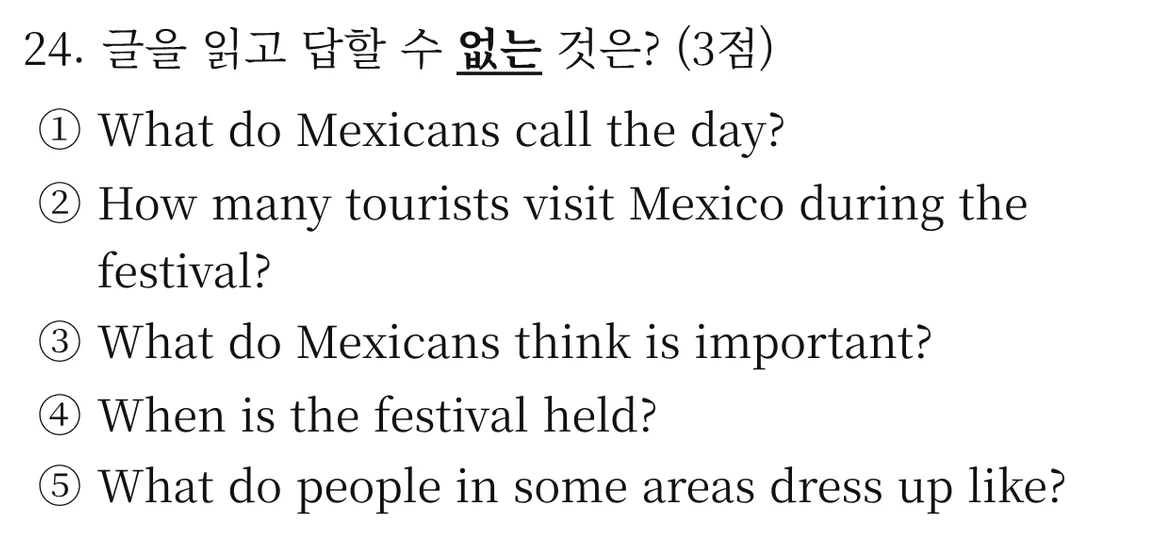 24. 글을 읽고 답할 수 없는 것은? (3점)
① What do Mexicans call the day?
② How many tourists visit Mexico during the
festival?
③ What do Mexicans think is important?
④ When is the festival held?
⑤ What do people in some areas dress up like?